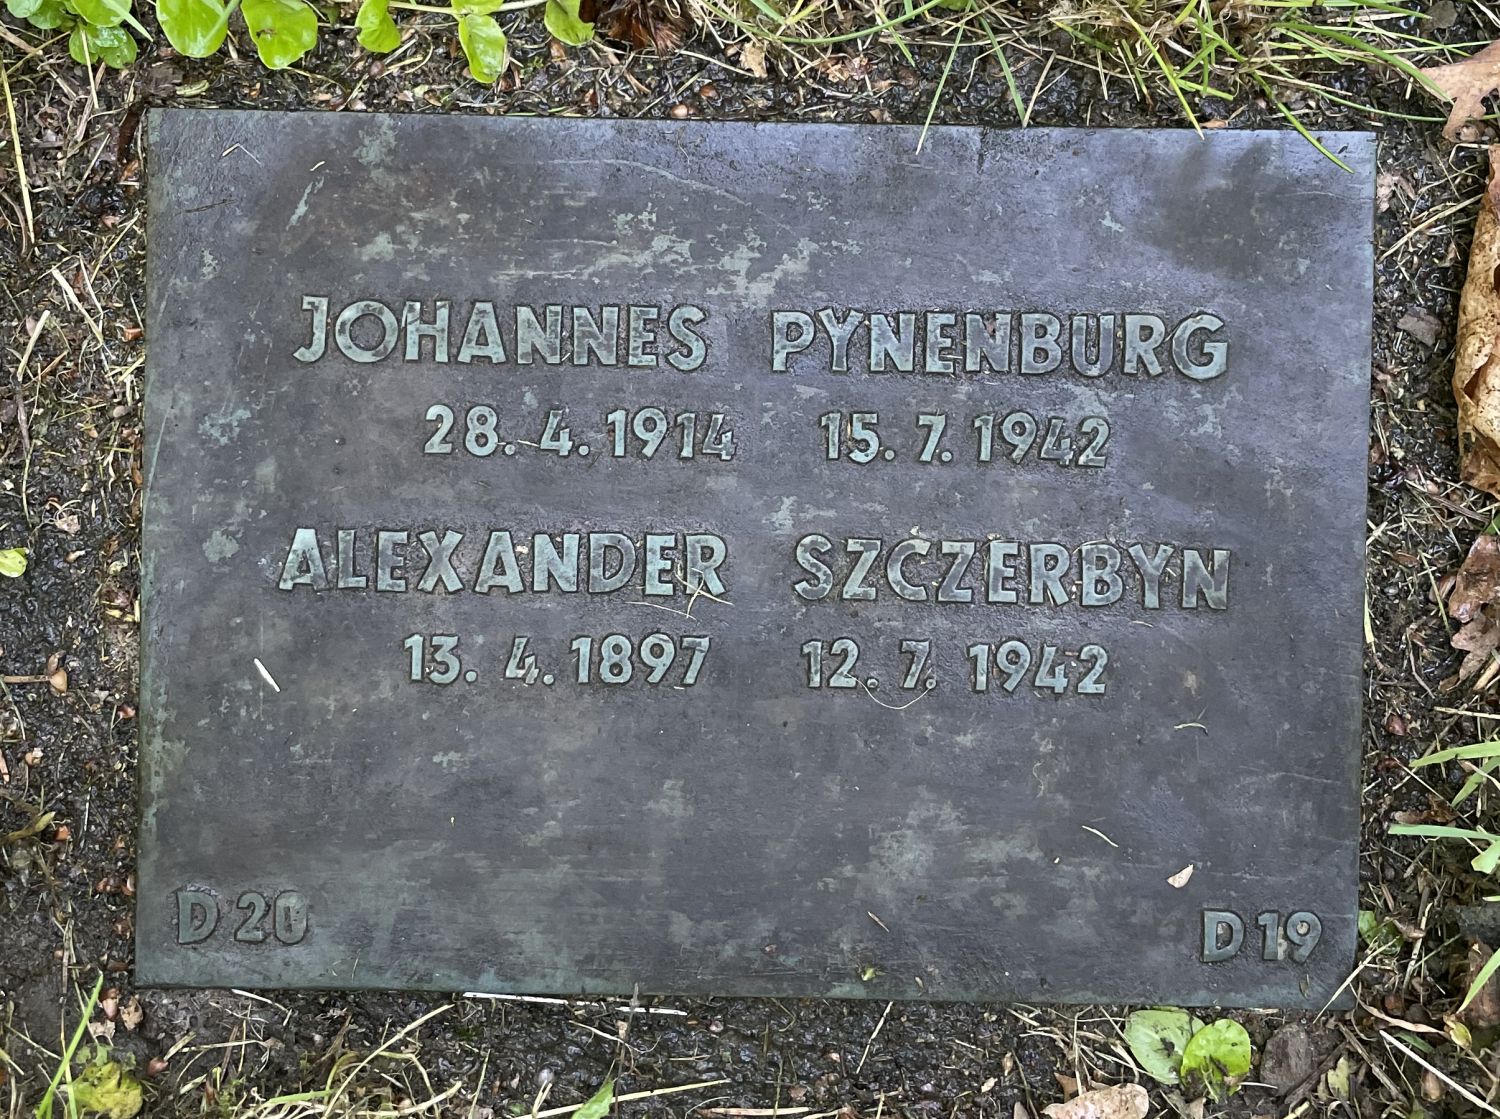 JOHANNES PYNENBURG
28. 4. 1914 15. 7. 1942
ALEXANDER SZCZERBYN
13. 4. 1897 12. 7. 1942
D 20 D 19